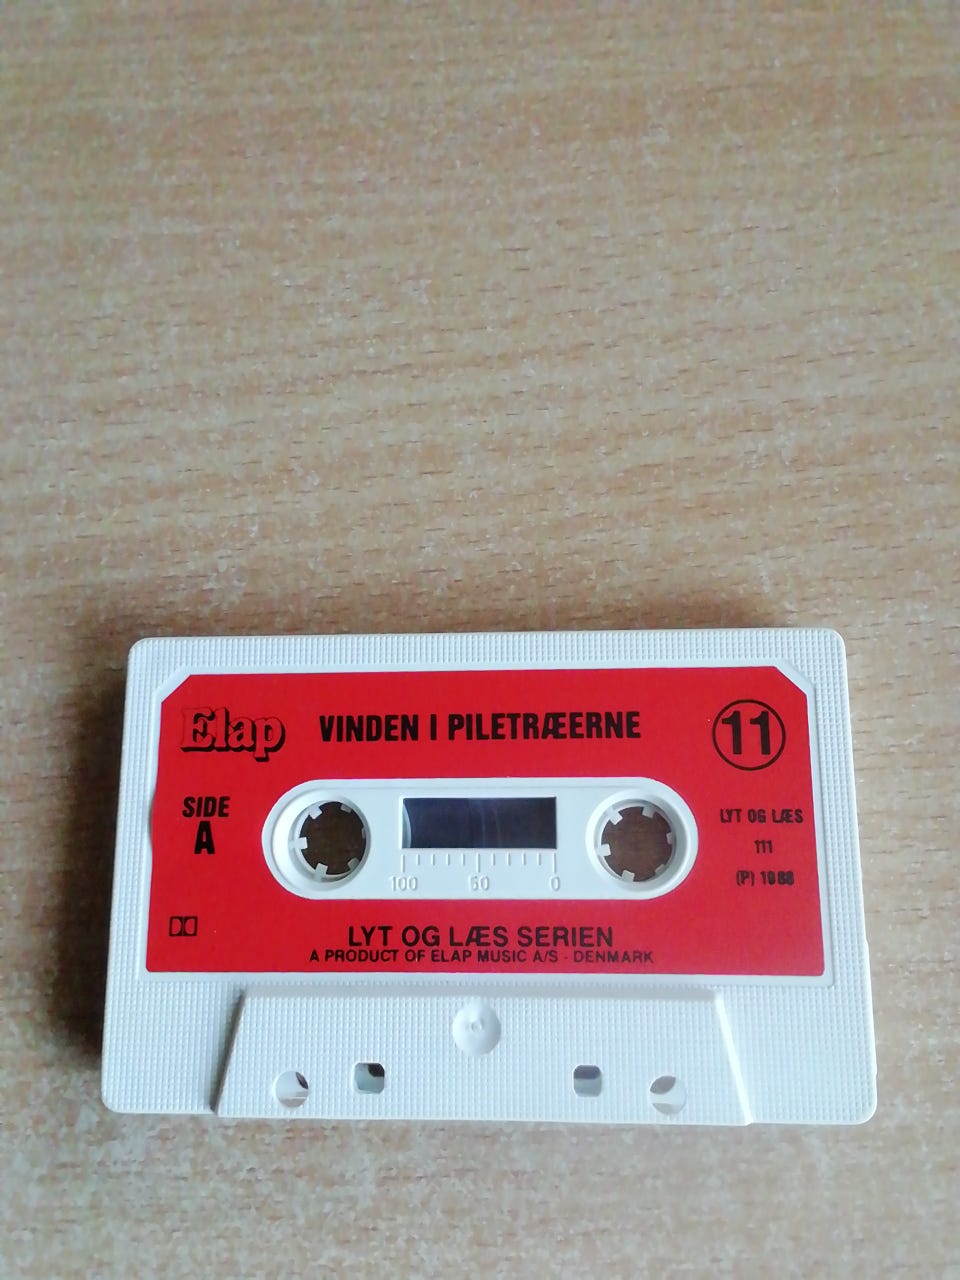 Elap
VINDEN I PILETRÆERNE
11
SIDE
A
LYT OG LÆS
111
(P) 1988
100 50 0
LYT OG LÆS SERIEN
A PRODUCT OF ELAP MUSIC A/S - DENMARK